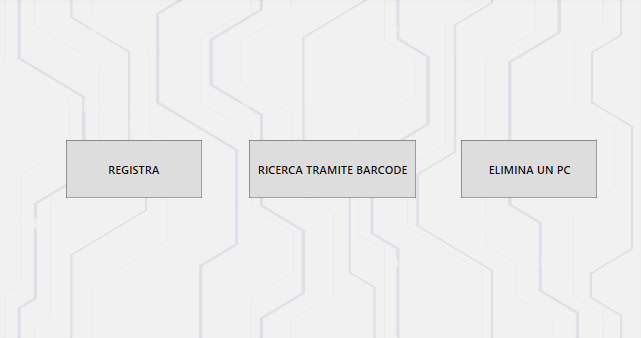 REGISTRA
RICERCA TRAMITE BARCODE
ELIMINA UN PC